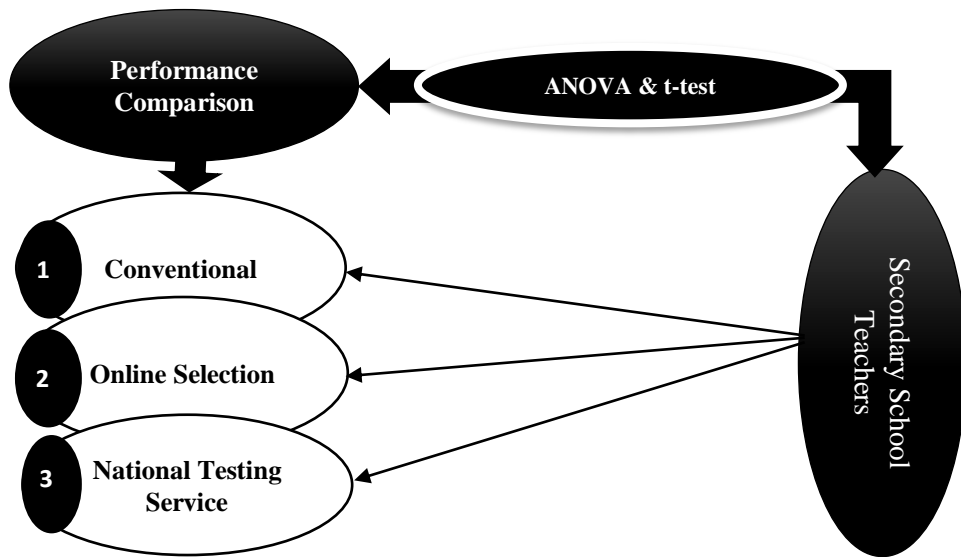 Performance
Comparison
ANOVA & t-test
1
Conventional
2
Online Selection
3
National Testing
Service
Secondary School
Teachers